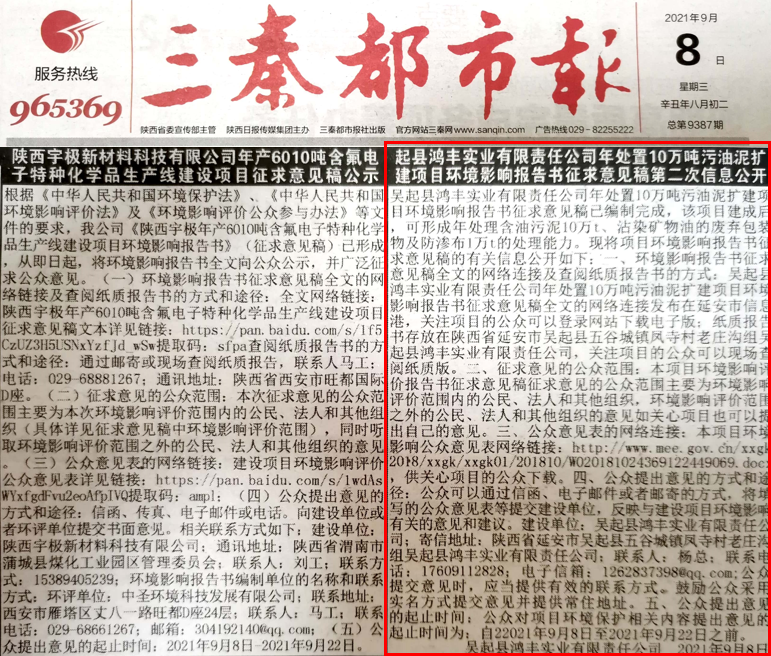 三秦都市报
服务热线
965369
2021年9月
8日
星期三
辛丑年八月初二
总第9387期
陕西省委宣传部主管 陕西日报传媒集团主办 三秦都市报社出版 官方网站三秦网www.sanqin.com 广告热线029-82255222
陕西宇极新材料科技有限公司年产6010吨含氟电
子特种化学品生产线建设项目征求意见稿公示
根据《中华人民共和国环境保护法》、《中华人民共和国
环境影响评价法》及《环境影响评价公众参与办法》等文
件的要求，我公司《陕西宇极年产6010吨含氟电子特种化学
品生产线建设项目环境影响报告书》（征求意见稿）已形成
，从即日起，将环境影响报告书全文向公众公示，并广泛征
求公众意见。（一）环境影响报告书征求意见稿全文的网
络链接及查阅纸质报告书的方式和途径：全文网络链接：
陕西宇极年产6010吨含氟电子特种化学品生产线建设项目
征求意见稿文本详见链接：https://pan.baidu.com/s/1f5
CzUZ3H5USNxYzfJd_wSw提取码：sfpa查阅纸质报告书的方
式和途径：通过邮寄或现场查阅纸质报告，联系人马工；
电话：029-68881267；通讯地址：陕西省西安市旺都国际
D座。（二）征求意见的公众范围：本次征求意见的公众范
围主要为本次环境影响评价范围内的公民、法人和其他组
织（具体详见征求意见稿中环境影响评价范围），同时听
取环境影响评价范围之外的公民、法人和其他组织的意见
。（三）公众意见表的网络链接：建设项目环境影响评价
公众意见表详见链接：https://pan.baidu.com/s/1wdAs
WYxfgdFvu2eoAfpIVQ提取码：ampl；（四）公众提出意见的
方式和途径：信函、传真、电子邮件或电话。向建设单位或
者环评单位提交书面意见。相关联系方式如下：建设单位：
陕西宇极新材料科技有限公司；通讯地址：陕西省渭南市
蒲城县煤化工业园区管理委员会；联系人：刘工；联系方
式：15389405239；环境影响报告书编制单位的名称和联系
方式：环评单位：中圣环境科技发展有限公司；联系地址：
西安市雁塔区丈八一路旺都D座24层；联系人：马工；联系
电话：029-68661267；邮箱：304192140@qq.com；（五）公
众提出意见的起止时间：2021年9月8日-2021年9月22日。
起县鸿丰实业有限责任公司年处置10万吨污油泥扩
建项目环境影响报告书征求意见稿第二次信息公开
吴起县鸿丰实业有限责任公司年处置10万吨污油泥扩建项
目环境影响报告书征求意见稿已编制完成，该项目建成后
，可形成年处理含油污泥10万t、沾染矿物油的废弃包装
物及防渗布1万t的处理能力。现将项目环境影响报告书征
求意见稿的有关信息公开如下：一、环境影响报告书征求
意见稿全文的网络连接及查阅纸质报告书的方式。吴起县
鸿丰实业有限责任公司年处置10万吨污油泥扩建项目环境
影响报告书征求意见稿全文的网络连接发布在延安市信息
港，关注项目的公众可以登录网站下载电子版；纸质报告
书存放在陕西省延安市吴起县五谷城镇凤寺村老庄沟组吴
起县鸿丰实业有限责任公司，关注项目的公众可以现场查
阅纸质版。二、征求意见的公众范围：本项目环境影响评
价报告书征求意见稿征求意见的公众范围主要为环境影响
评价范围内的公民、法人和其他组织，环境影响评价范围
之外的公民、法人和其他组织的意见如关心项目也可以提
出自己的意见。三、公众意见表的网络连接：本项目环境
影响公众意见表网络链接：http://www.mee.gov.cn/xxgk
2018/xxgk/xxgk01/201810/W020181024369122449069.docx
，供关心项目的公众下载。四、公众提出意见的方式和途
径：公众可以通过信函、电子邮件或者邮寄的方式，将填
写的公众意见表等提交建设单位，反映与建设项目环境影响
有关的意见和建议。建设单位：吴起县鸿丰实业有限责任公
司；寄信地址：陕西省延安市吴起县五谷城镇凤寺村老庄沟
组吴起县鸿丰实业有限责任公司；联系人：杨总；联系电
话：17609112828；电子信箱：1262837398@qq.com；公众
提交意见时，应当提供有效的联系方式。鼓励公众采用
实名方式提交意见并提供常住地址。五、公众提出意见
的起止时间：公众对项目环境保护相关内容提出意见的
起止时间为：自22021年9月8日至2021年9月22日之前。
吴起县鸿丰实业有限责任公司 2021年9月8日